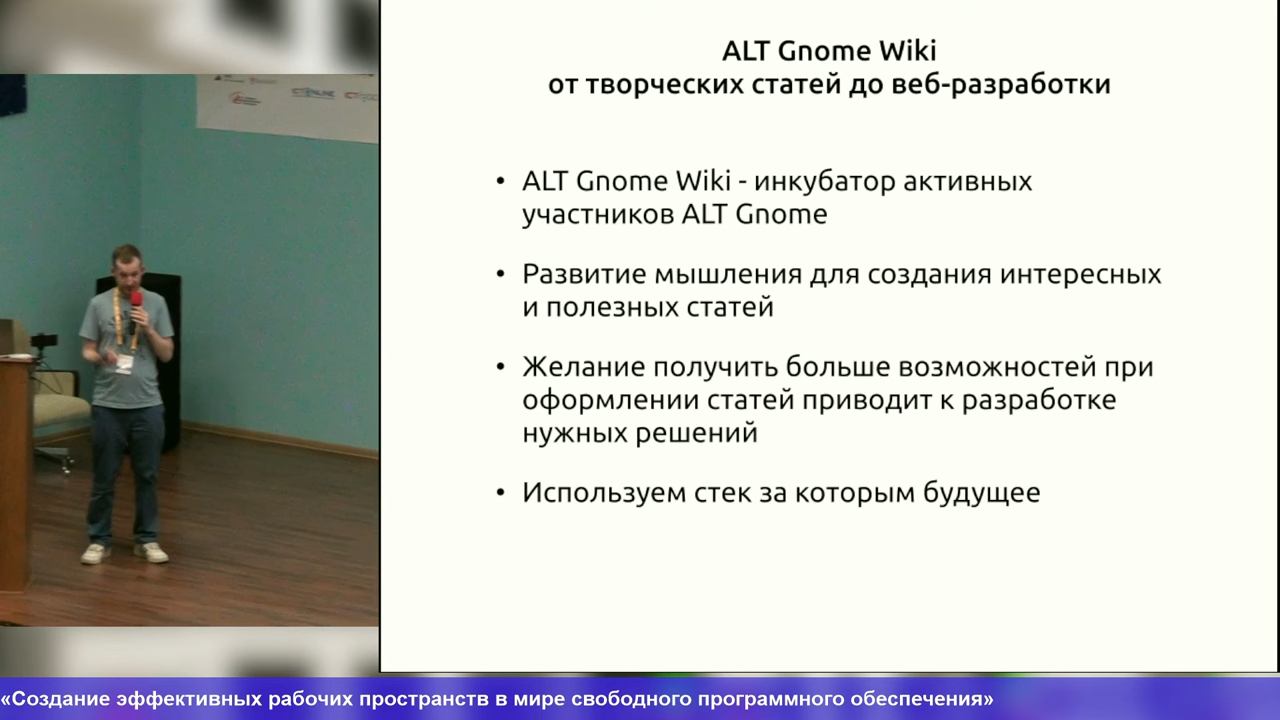 ALT Gnome Wiki
от творческих статей до веб-разработки
• ALT Gnome Wiki - инкубатор активных
участников ALT Gnome
• Развитие мышления для создания интересных
и полезных статей
• Желание получить больше возможностей при
оформлении статей приводит к разработке
нужных решений
• Используем стек за которым будущее
«Создание эффективных рабочих пространств в мире свободного программного обеспечения»